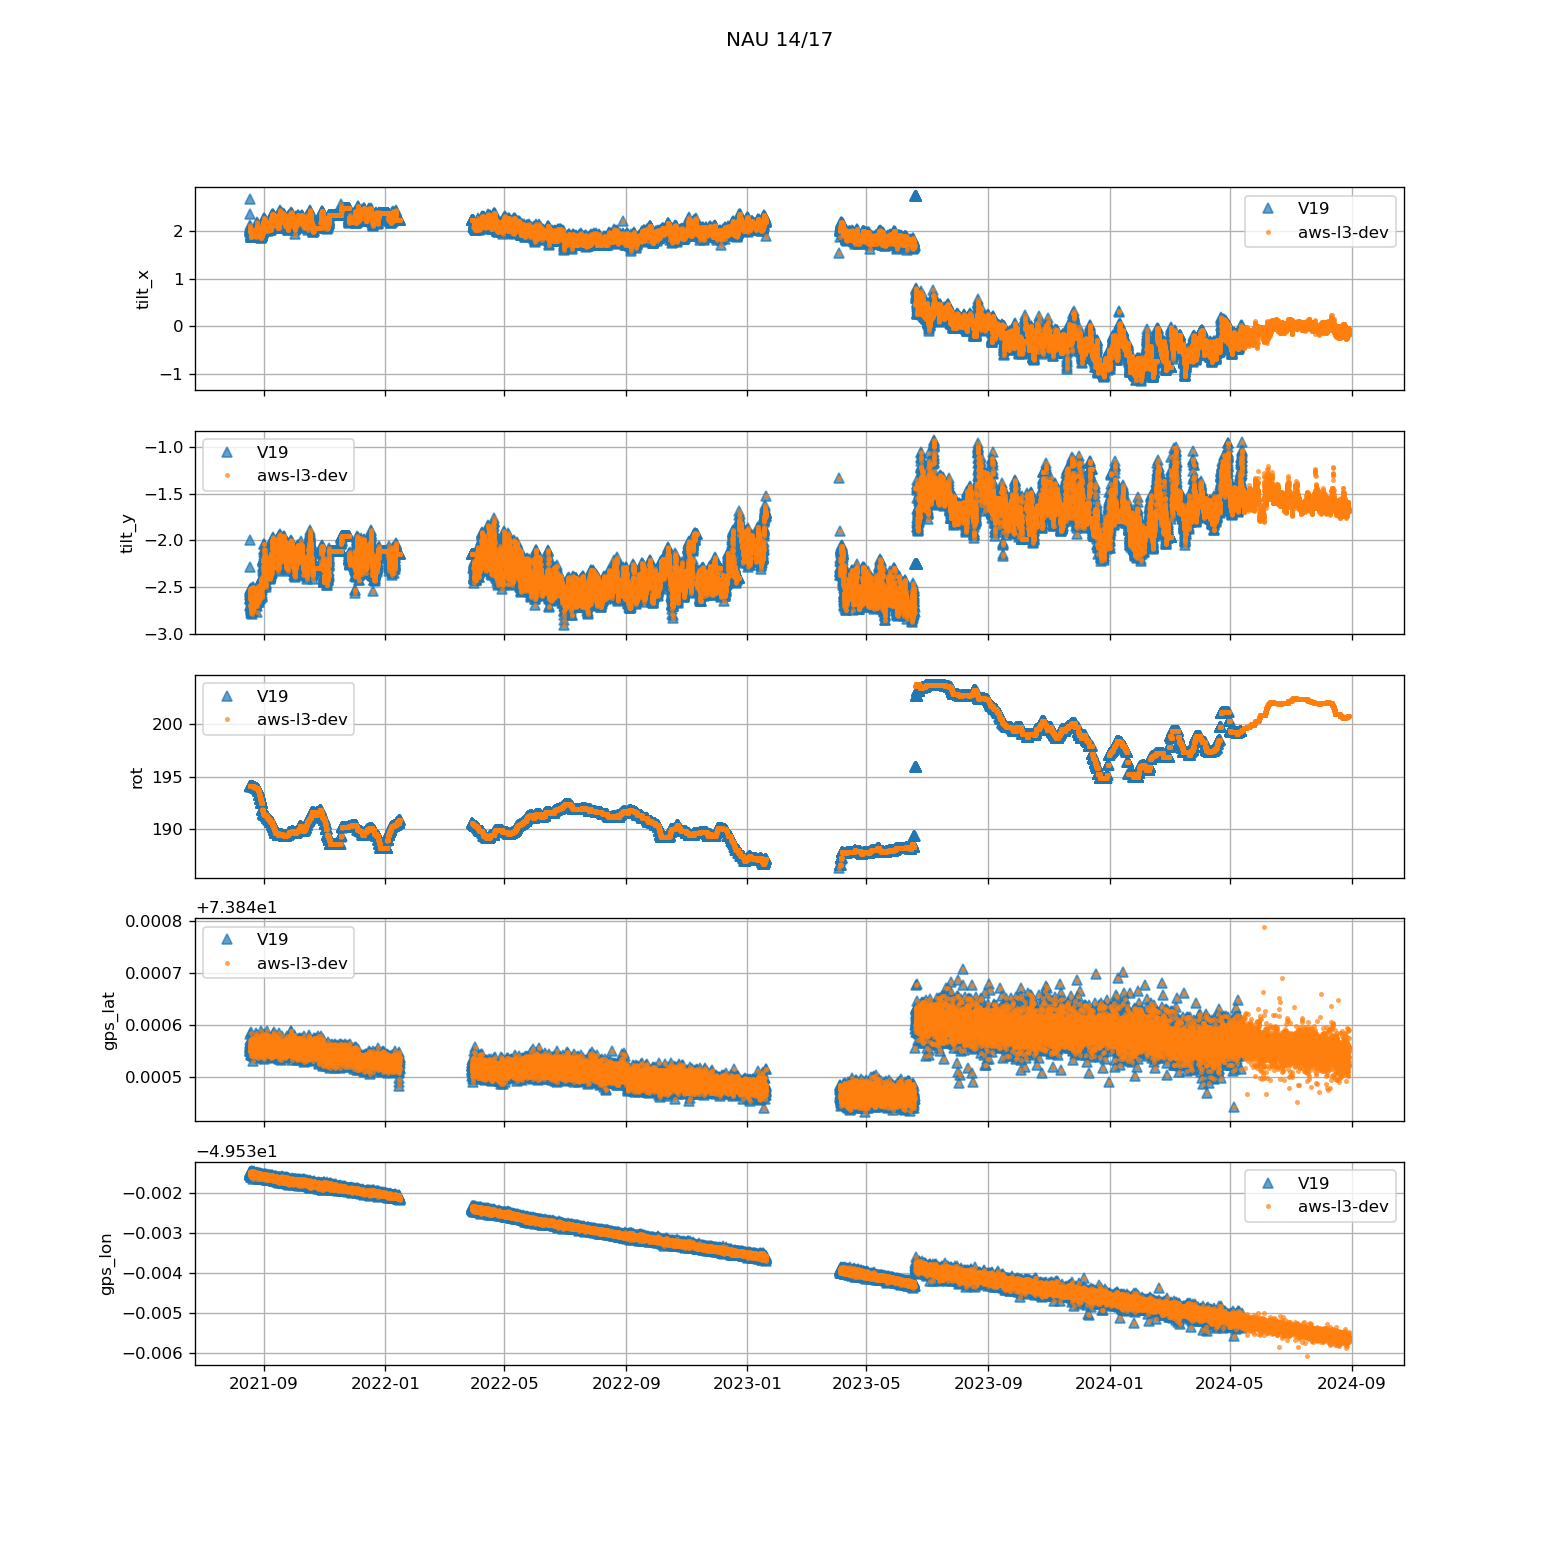 NAU 14/17
2
1
0
−1
tilt_x
V19
aws-l3-dev
−1.0
−1.5
−2.0
−2.5
−3.0
tilt_y
V19
aws-l3-dev
200
195
190
rot
V19
aws-l3-dev
+7.384e1
0.0008
0.0007
0.0006
0.0005
gps_lat
V19
aws-l3-dev
−4.953e1
−0.002
−0.003
−0.004
−0.005
−0.006
gps_lon
V19
aws-l3-dev
2021-09 2022-01 2022-05 2022-09 2023-01 2023-05 2023-09 2024-01 2024-05 2024-09